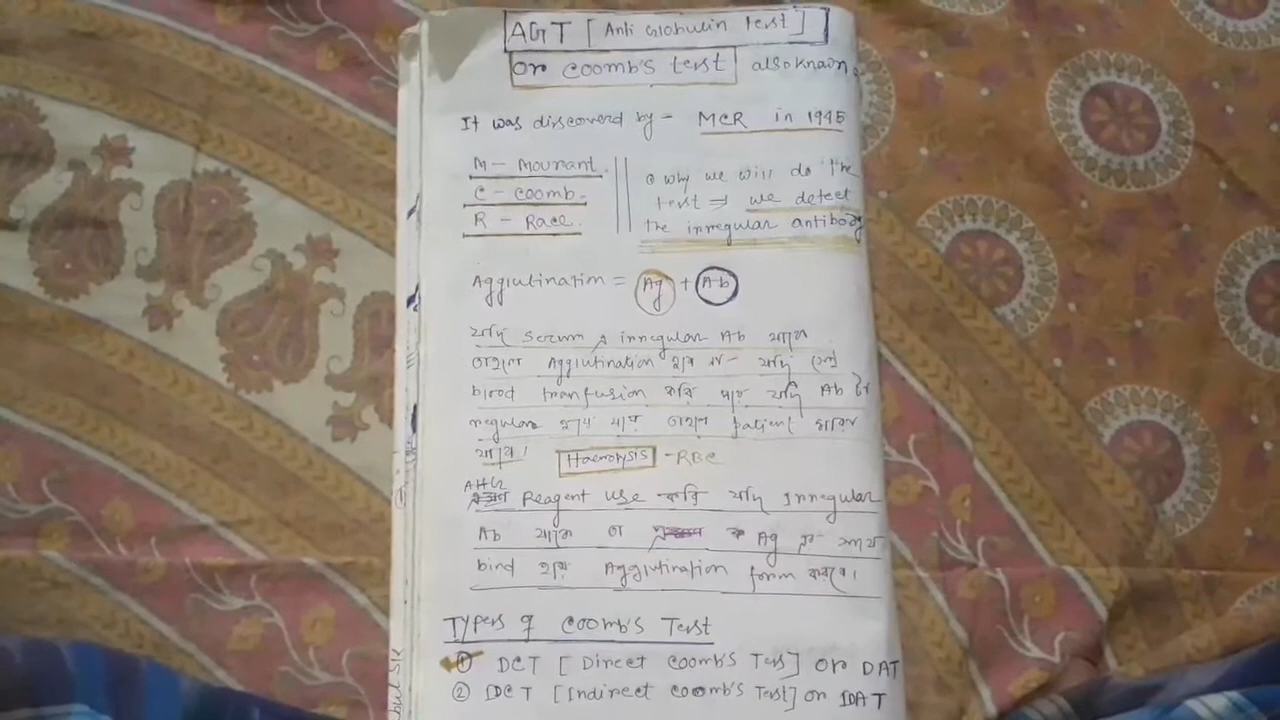 AGT [Anti Globulin Test]
or Coomb's test also known
It was discovered by - MCR in 1945
M - Mourant.
C - Coomb.
R - Race.
why we will do the
test ⇒ we detect
the irregular antibody
Agglutination = Ag + Ab
যদি serum এ irregular Ab থাকে
তাহলে Agglutination হবে না - যদি সেই
blood transfusion করি পরে যদি Ab টা
regular হয়ে যায় তাহলে patient মারা
যাবে। Haemolysis - RBC
AHG Reagent use করি যদি Irregular
Ab থাকে তা Ag এর সাথে
bind হয়ে Agglutination form করবে।
Types of Coomb's Test
① DCT [Direct Coomb's Tes] or DAT
② IDCT [Indirect Coomb's Test] or IDAT